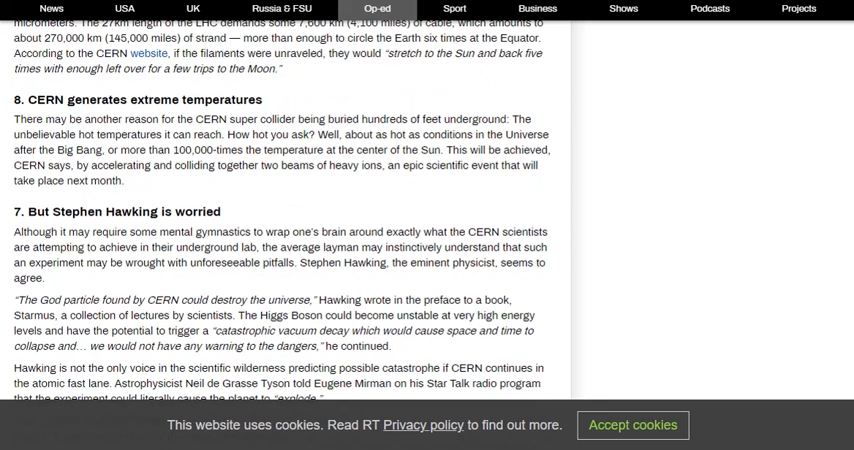 News USA UK Russia & FSU Op-ed Sport Business Shows Podcasts Projects
micrometers. The 27km length of the LHC demands some 7,600 km (4,100 miles) of cable, which amounts to
about 270,000 km (145,000 miles) of strand — more than enough to circle the Earth six times at the Equator.
According to the CERN website, if the filaments were unraveled, they would “stretch to the Sun and back five
times with enough left over for a few trips to the Moon.”
8. CERN generates extreme temperatures
There may be another reason for the CERN super collider being buried hundreds of feet underground: The
unbelievable hot temperatures it can reach. How hot you ask? Well, about as hot as conditions in the Universe
after the Big Bang, or more than 100,000-times the temperature at the center of the Sun. This will be achieved,
CERN says, by accelerating and colliding together two beams of heavy ions, an epic scientific event that will
take place next month.
7. But Stephen Hawking is worried
Although it may require some mental gymnastics to wrap one’s brain around exactly what the CERN scientists
are attempting to achieve in their underground lab, the average layman may instinctively understand that such
an experiment may be wrought with unforeseeable pitfalls. Stephen Hawking, the eminent physicist, seems to
agree.
“The God particle found by CERN could destroy the universe,” Hawking wrote in the preface to a book,
Starmus, a collection of lectures by scientists. The Higgs Boson could become unstable at very high energy
levels and have the potential to trigger a “catastrophic vacuum decay which would cause space and time to
collapse and… we would not have any warning to the dangers,” he continued.
Hawking is not the only voice in the scientific wilderness predicting possible catastrophe if CERN continues in
the atomic fast lane. Astrophysicist Neil de Grasse Tyson told Eugene Mirman on his Star Talk radio program
that the experiment could literally cause the planet to “explode.”
This website uses cookies. Read RT Privacy policy to find out more. Accept cookies